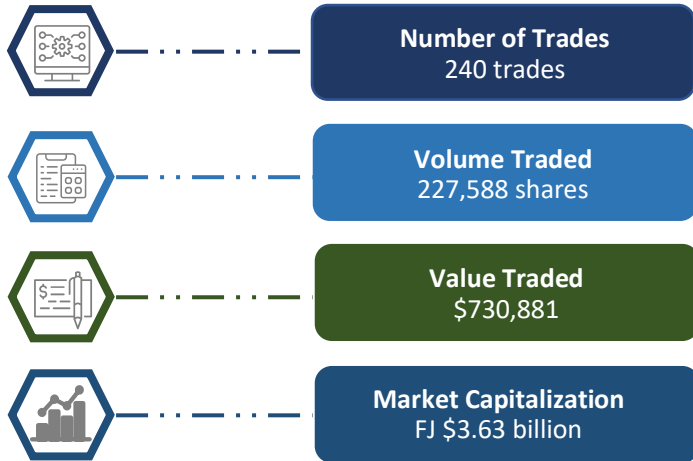 Number of Trades
240 trades
Volume Traded
227,588 shares
$
Value Traded
$730,881
Market Capitalization
FJ $3.63 billion